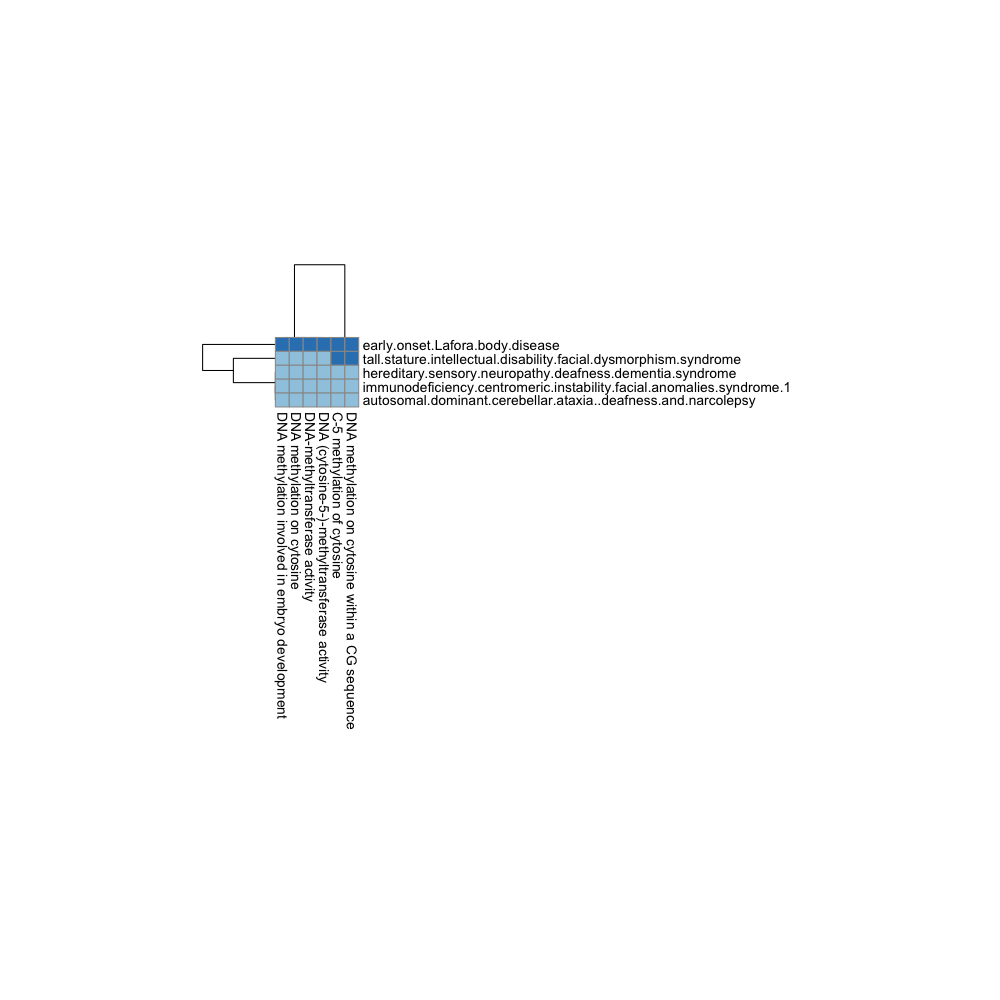 early.onset.Lafora.body.disease
tall.stature.intellectual.disability.facial.dysmorphism.syndrome
hereditary.sensory.neuropathy.deafness.dementia.syndrome
immunodeficiency.centromeric.instability.facial.anomalies.syndrome.1
autosomal.dominant.cerebellar.ataxia..deafness.and.narcolepsy
DNA methylation involved in embryo development
DNA methylation on cytosine
DNA-methyltransferase activity
DNA (cytosine-5-)-methyltransferase activity
C-5 methylation of cytosine
DNA methylation on cytosine within a CG sequence